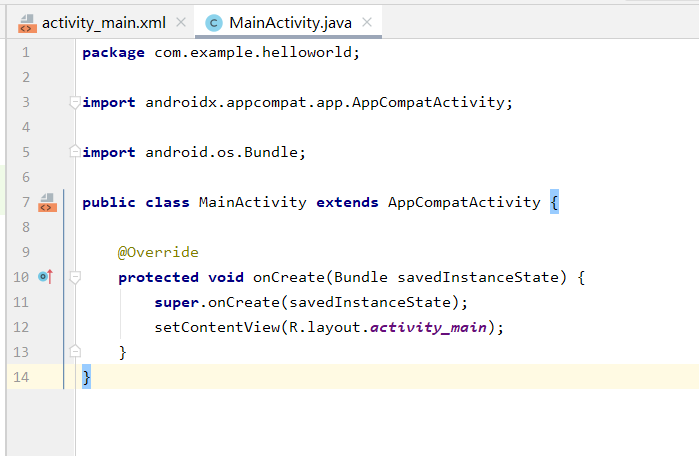 activity_main.xml MainActivity.java
1 package com.example.helloworld;
2
3 import androidx.appcompat.app.AppCompatActivity;
4
5 import android.os.Bundle;
6
7 public class MainActivity extends AppCompatActivity {
8
9 @Override
10 protected void onCreate(Bundle savedInstanceState) {
11 super.onCreate(savedInstanceState);
12 setContentView(R.layout.activity_main);
13 }
14 }